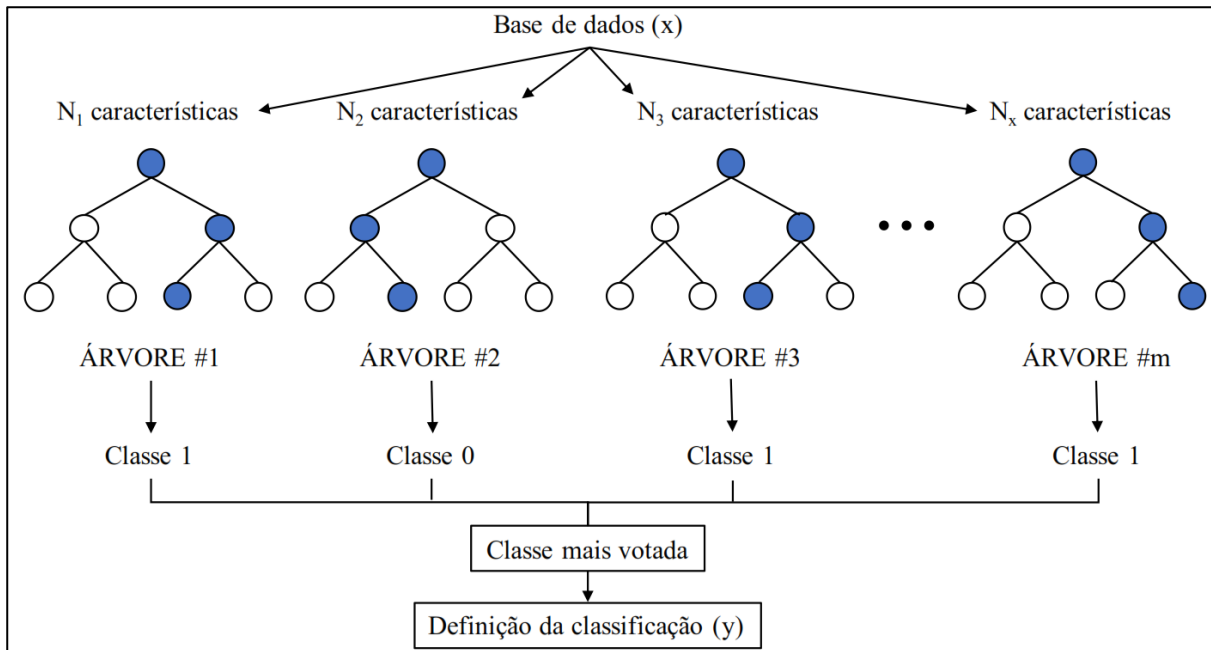 Base de dados (x)
N₁ características
N₂ características
N₃ características
Nₓ características
ÁRVORE #1
ÁRVORE #2
ÁRVORE #3
ÁRVORE #m
Classe 1
Classe 0
Classe 1
Classe 1
Classe mais votada
Definição da classificação (y)